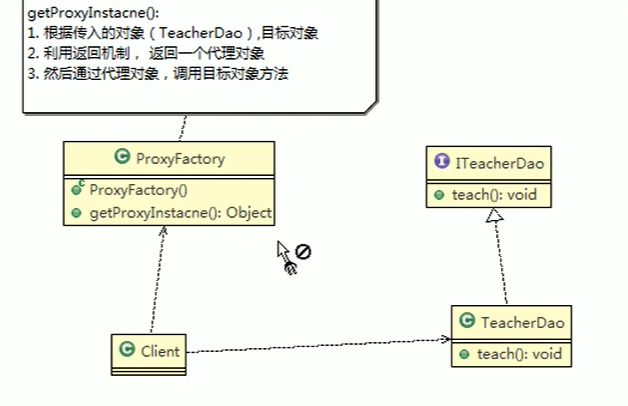 getProxyInstacne():
1. 根据传入的对象（TeacherDao）,目标对象
2. 利用返回机制， 返回一个代理对象
3. 然后通过代理对象，调用目标对象方法
C ProxyFactory
C ProxyFactory()
getProxyInstacne(): Object
I ITeacherDao
teach(): void
C Client
C TeacherDao
teach(): void